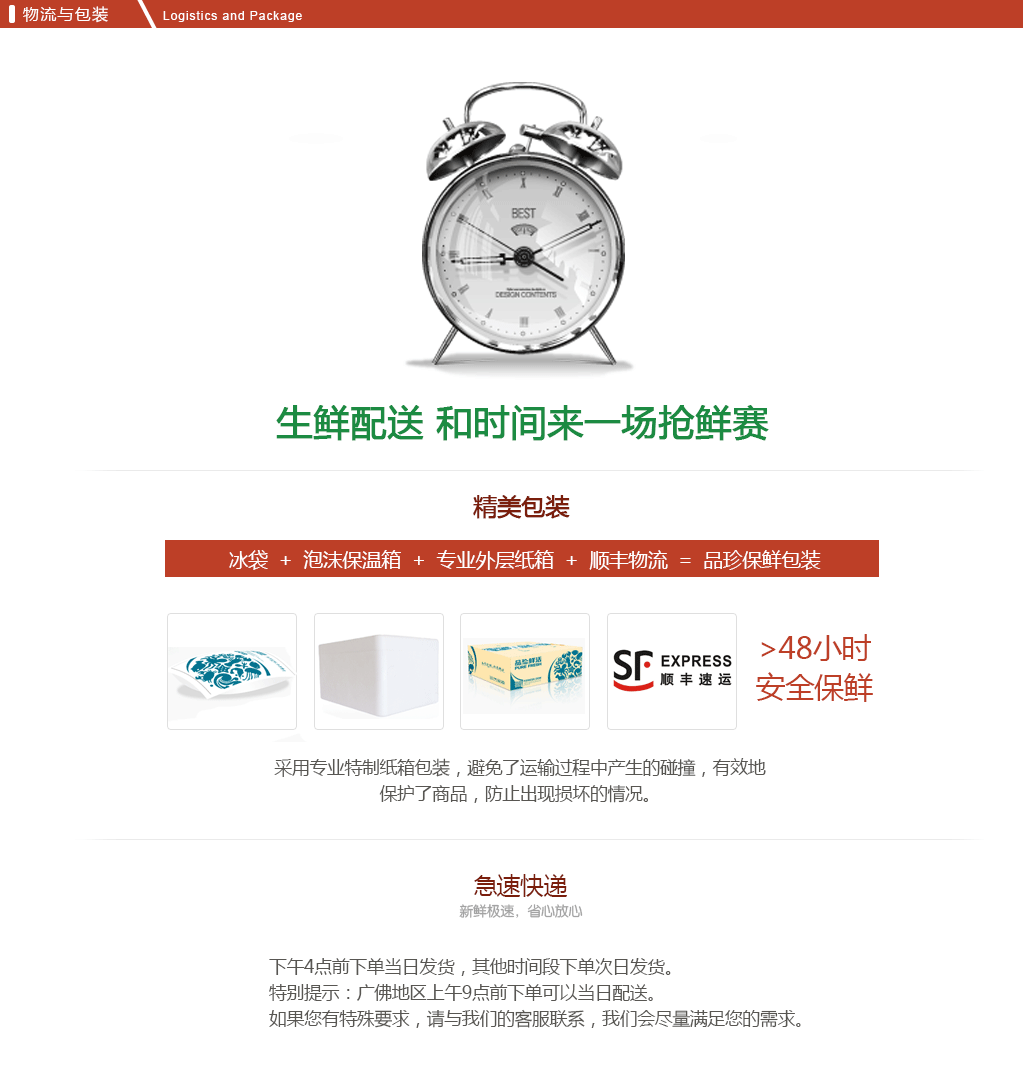 物流与包装
Logistics and Package
BEST
DESIGN CONTENTS
生鲜配送 和时间来一场抢鲜赛
精美包装
冰袋 + 泡沫保温箱 + 专业外层纸箱 + 顺丰物流 = 品珍保鲜包装
品珍鲜活
PURE FRESH
SF EXPRESS
顺丰速运
>48小时
安全保鲜
采用专业特制纸箱包装，避免了运输过程中产生的碰撞，有效地
保护了商品，防止出现损坏的情况。
急速快递
新鲜极速，省心放心
下午4点前下单当日发货，其他时间段下单次日发货。
特别提示：广佛地区上午9点前下单可以当日配送。
如果您有特殊要求，请与我们的客服联系，我们会尽量满足您的需求。